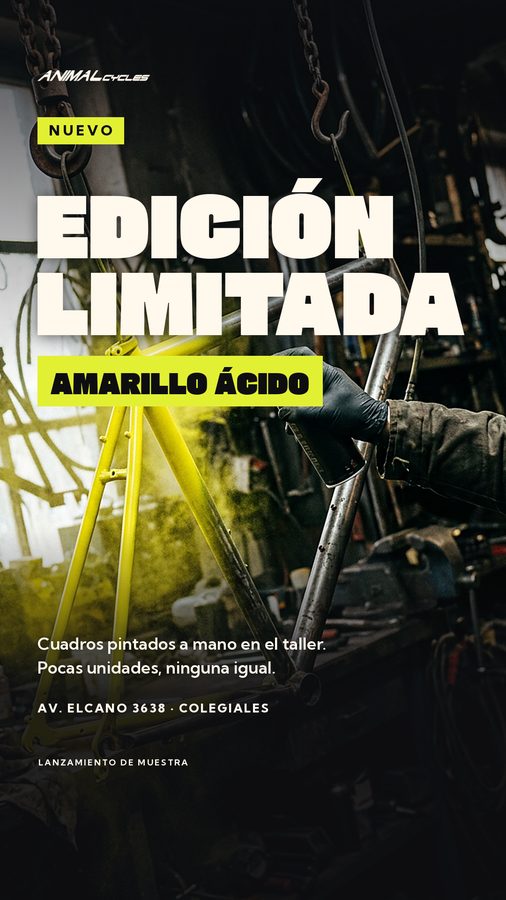 ANIMAL CYCLES
NUEVO
EDICIÓN
LIMITADA
AMARILLO ÁCIDO
Cuadros pintados a mano en el taller.
Pocas unidades, ninguna igual.
AV. ELCANO 3638 · COLEGIALES
LANZAMIENTO DE MUESTRA